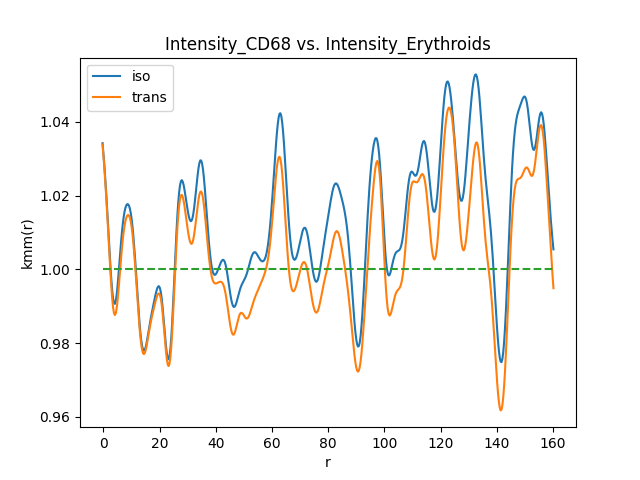 Intensity_CD68 vs. Intensity_Erythroids
iso
trans
kmm(r)
1.04
1.02
1.00
0.98
0.96
0 20 40 60 80 100 120 140 160
r